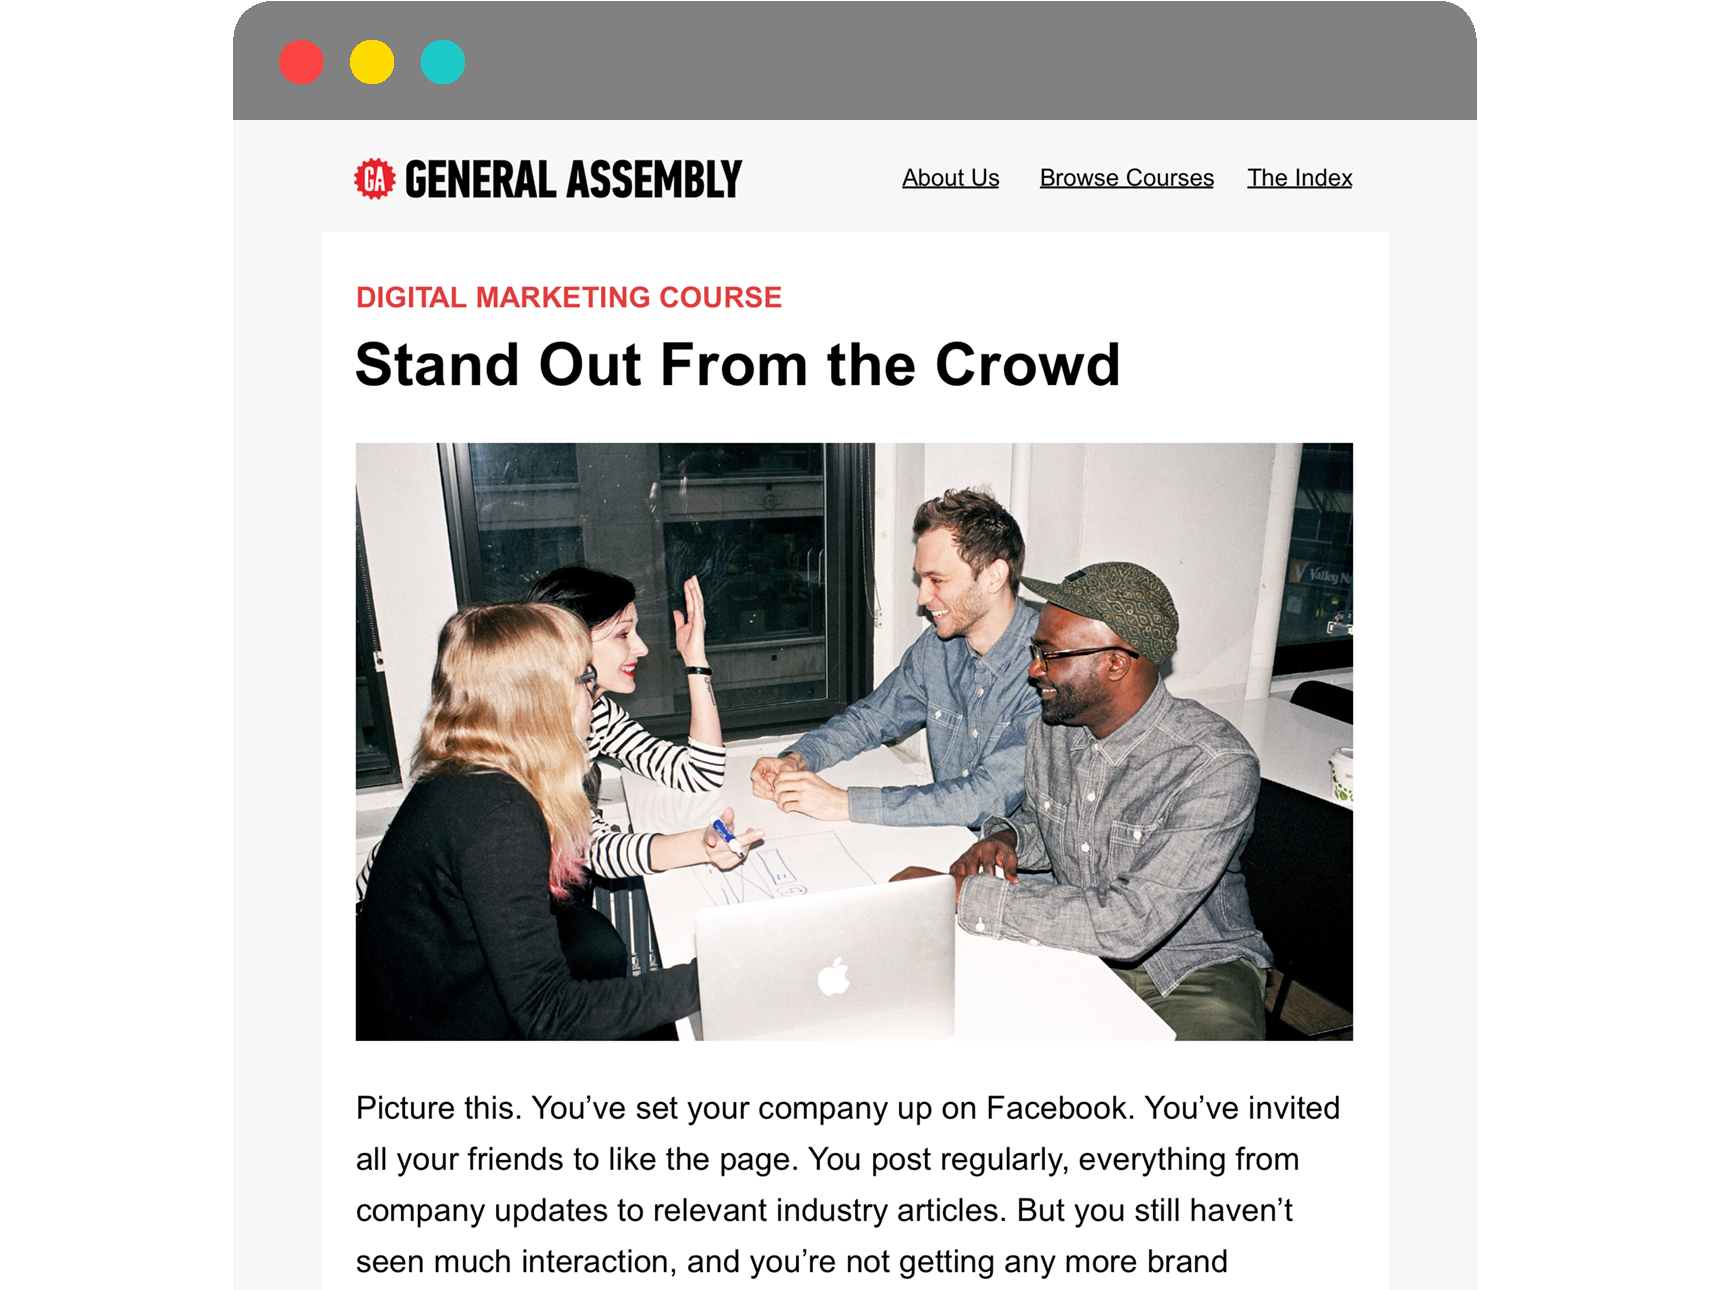 GA GENERAL ASSEMBLY
About Us Browse Courses The Index
DIGITAL MARKETING COURSE
Stand Out From the Crowd
Valley
Picture this. You’ve set your company up on Facebook. You’ve invited
all your friends to like the page. You post regularly, everything from
company updates to relevant industry articles. But you still haven’t
seen much interaction, and you’re not getting any more brand